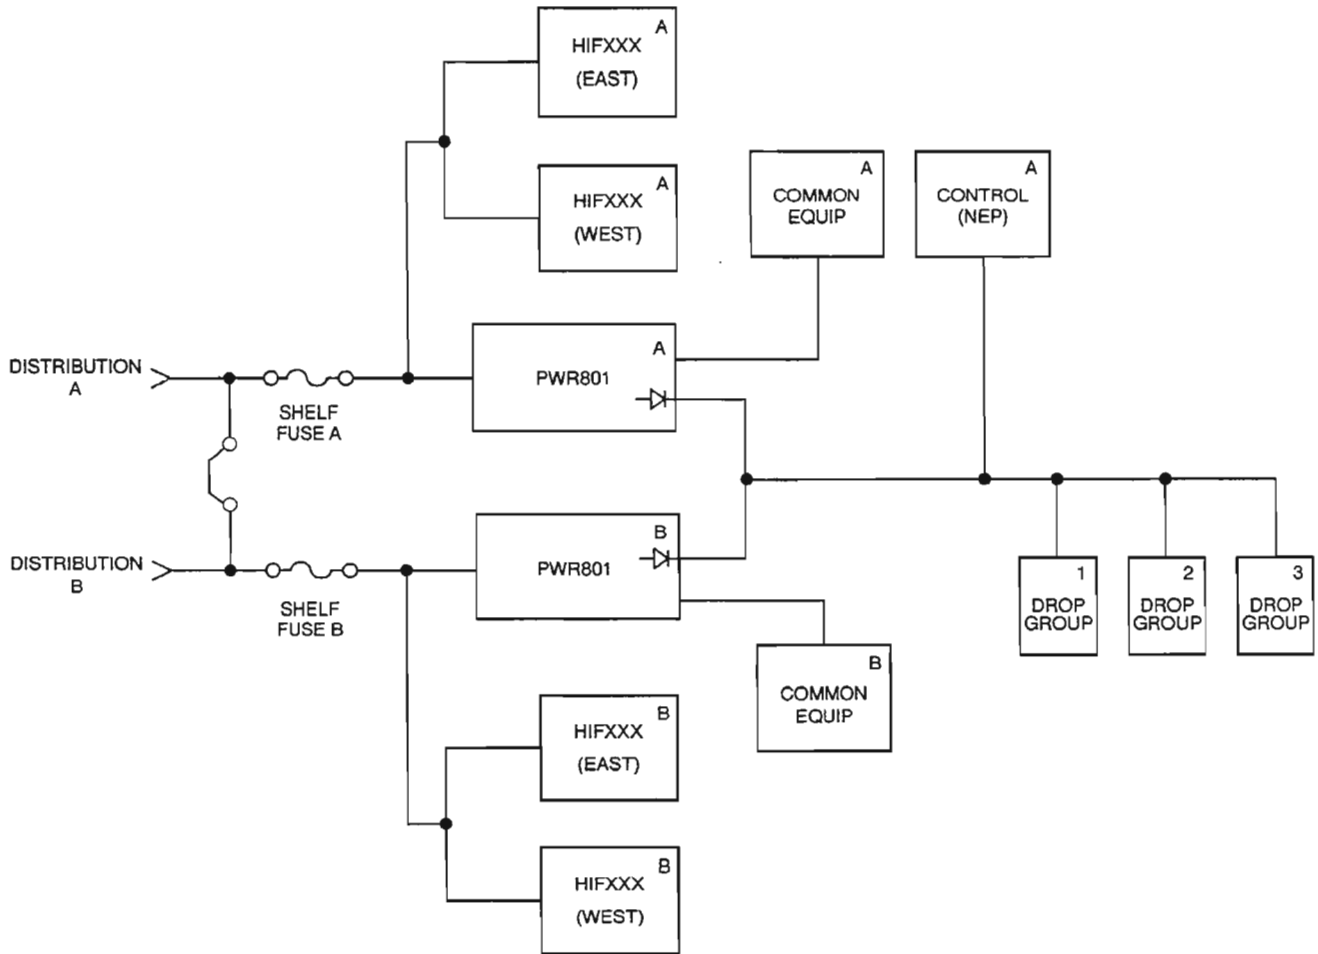 A
HIFXXX
(EAST)
A
HIFXXX
(WEST)
A
COMMON
EQUIP
A
CONTROL
(NEP)
DISTRIBUTION
A
SHELF
FUSE A
A
PWR801
DISTRIBUTION
B
SHELF
FUSE B
B
PWR801
1
DROP
GROUP
2
DROP
GROUP
3
DROP
GROUP
B
COMMON
EQUIP
B
HIFXXX
(EAST)
B
HIFXXX
(WEST)